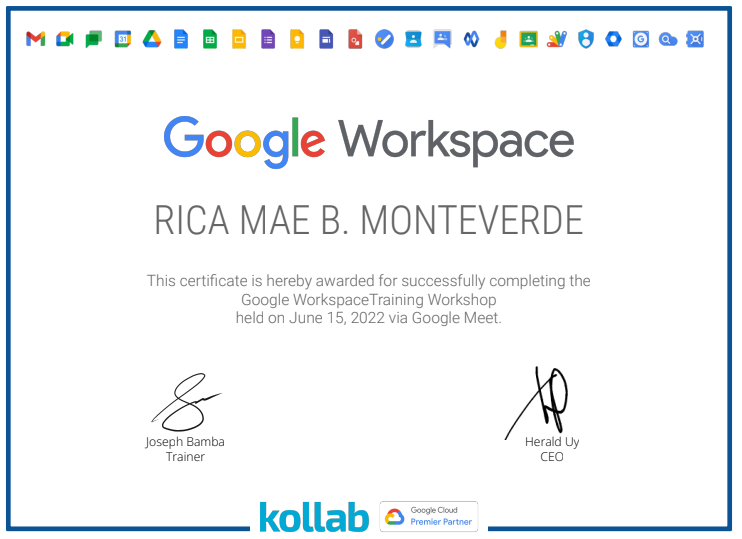 31
Google Workspace
RICA MAE B. MONTEVERDE
This certificate is hereby awarded for successfully completing the
Google WorkspaceTraining Workshop
held on June 15, 2022 via Google Meet.
Joseph Bamba
Trainer
Herald Uy
CEO
kollab
Google Cloud
Premier Partner